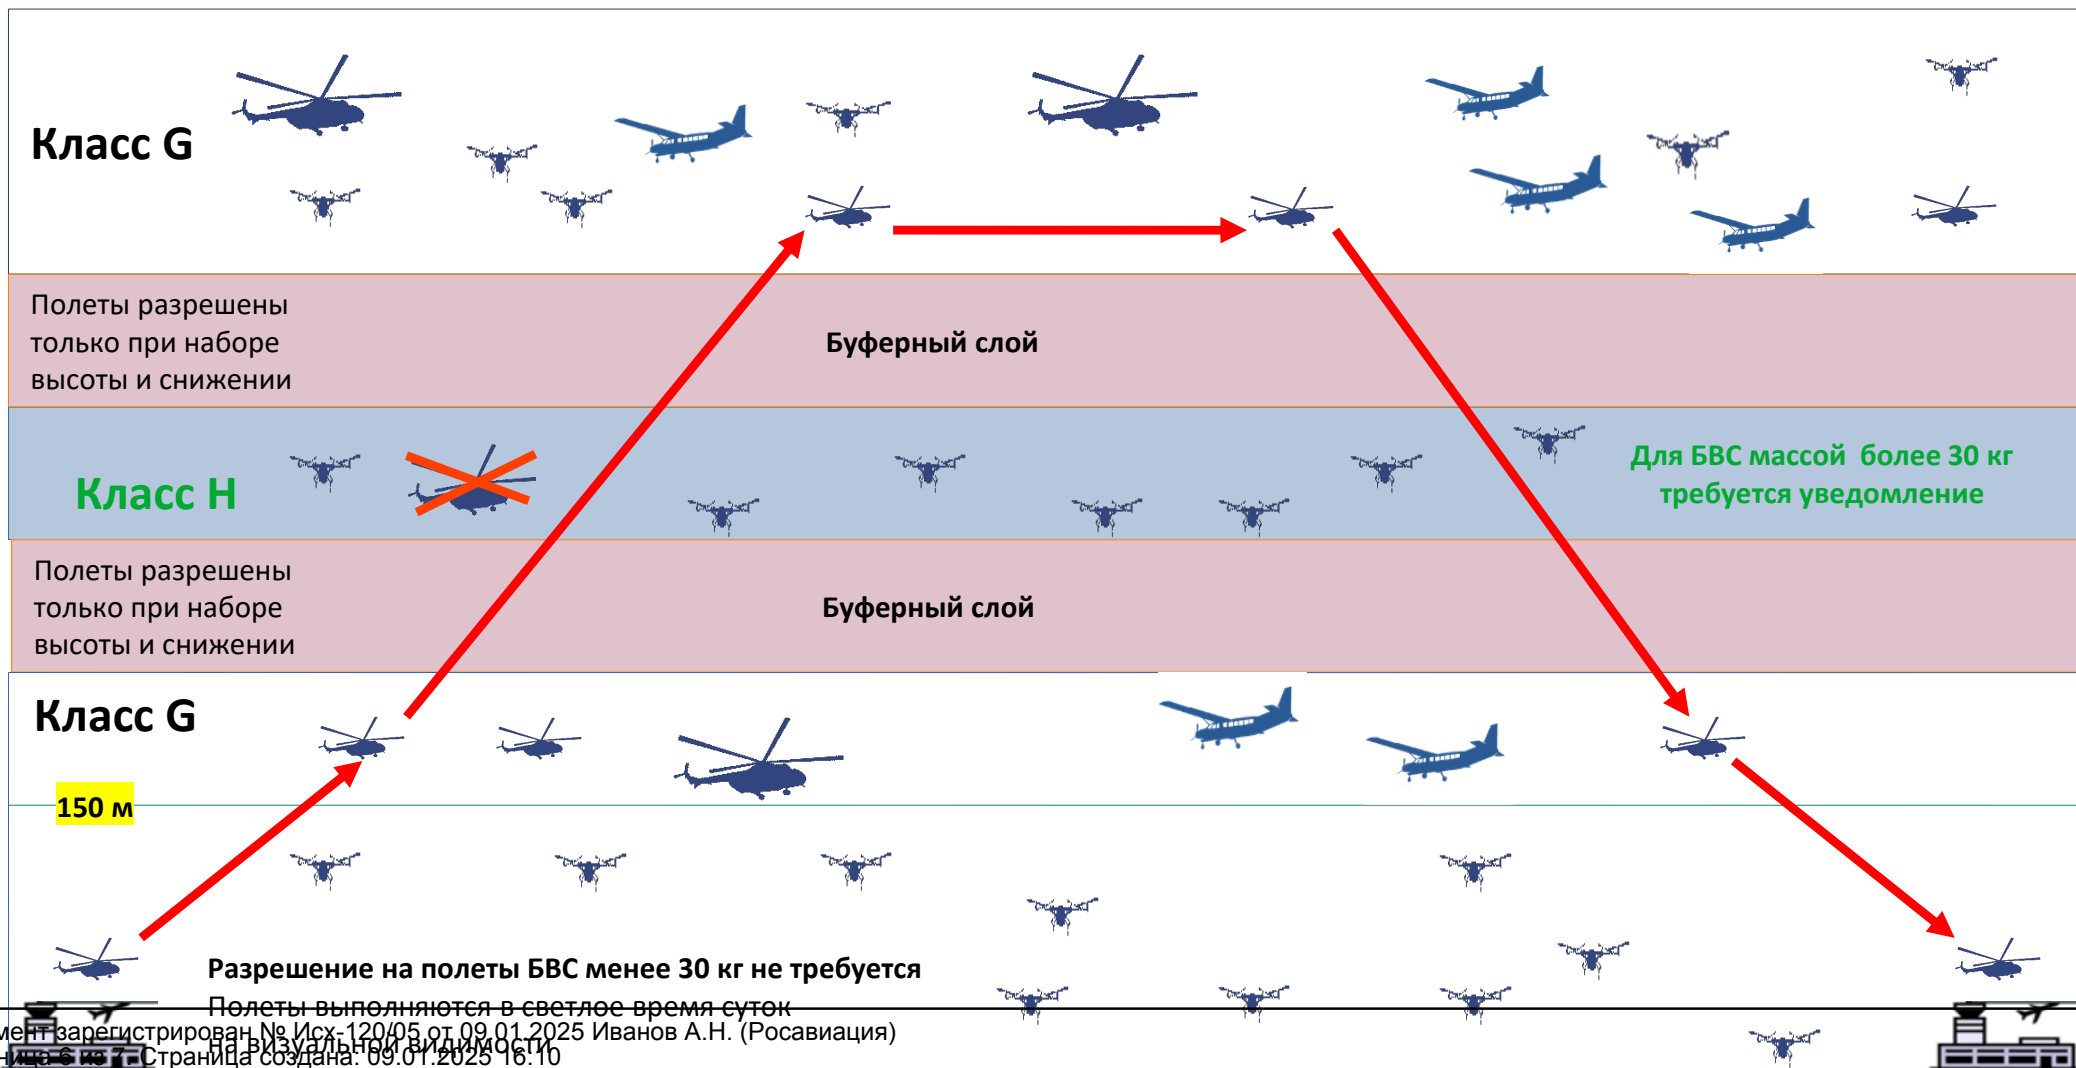 Класс G
Полеты разрешены
только при наборе
высоты и снижении
Буферный слой
Класс H
Для БВС массой более 30 кг
требуется уведомление
Полеты разрешены
только при наборе
высоты и снижении
Буферный слой
Класс G
150 м
Разрешение на полеты БВС менее 30 кг не требуется
Полеты выполняются в светлое время суток
на визуальной видимости
зарегистрирован № Исх-120/05 от 09.01.2025 Иванов А.Н. (Росавиация)
6 из 7. Страница создана: 09.01.2025 16:10